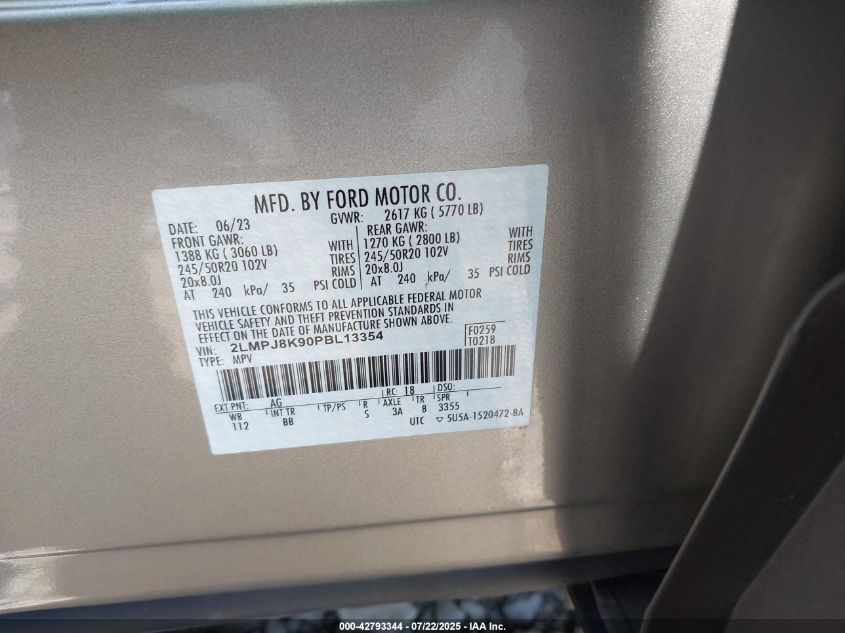 MFD. BY FORD MOTOR CO.
DATE: 06/23 GVWR: 2617 KG ( 5770 LB)
FRONT GAWR: REAR GAWR:
1388 KG ( 3060 LB) WITH 1270 KG ( 2800 LB) WITH
245/50R20 102V TIRES 245/50R20 102V TIRES
20x8.0J RIMS 20x8.0J RIMS
AT 240 kPa/ 35 PSI COLD AT 240 kPa/ 35 PSI COLD
THIS VEHICLE CONFORMS TO ALL APPLICABLE FEDERAL MOTOR
VEHICLE SAFETY AND THEFT PREVENTION STANDARDS IN
EFFECT ON THE DATE OF MANUFACTURE SHOWN ABOVE.
VIN: 2LMPJ8K90PBL13354 F0259
TYPE: MPV T0218
EXT PNT: AG RC: 18 DSO:
WB INT TR TP/PS R AXLE TR SPR
112 BB S 3A 8 3355
UTC ▽ 5U5A-1520472-BA
000-42793344 | 07/22/2025 | IAA Inc.